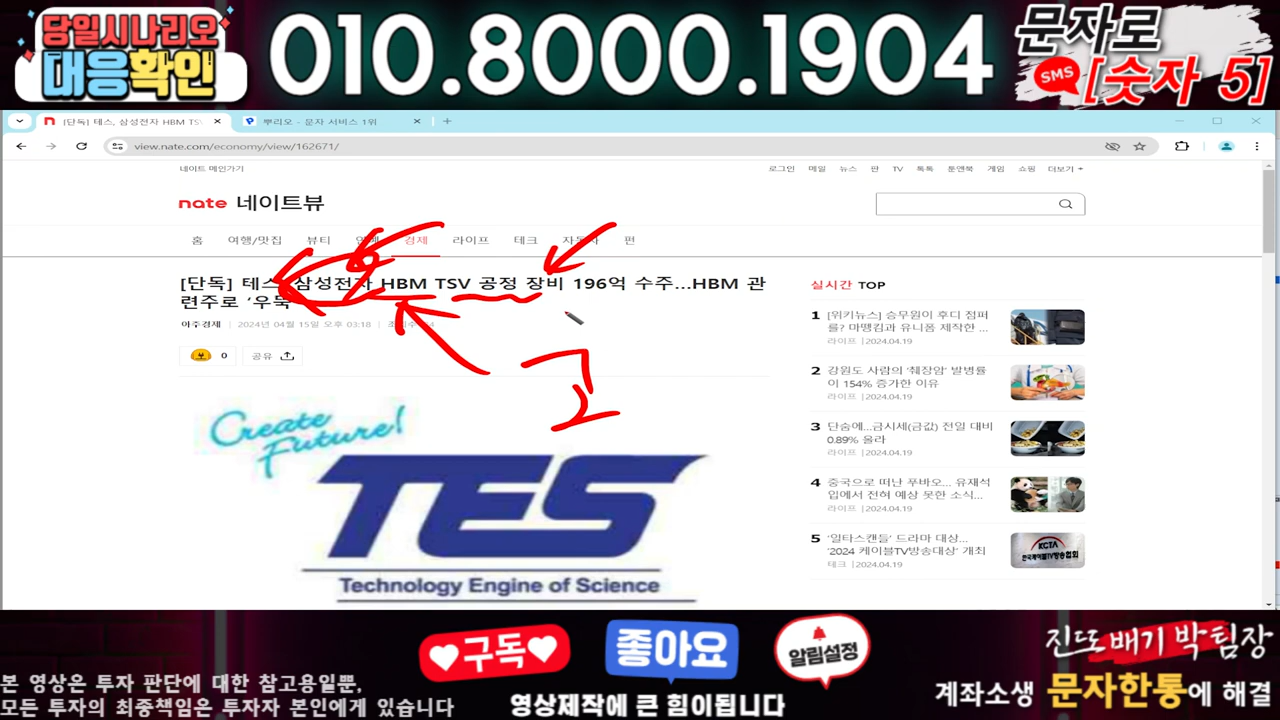 당일시나리오
대응확인
010.8000.1904
문자로
SMS
[숫자 5]
[단독] 테스, 삼성전자 HBM TSV
뿌리오 - 문자 서비스 1위
view.nate.com/economy/view/162671/
네이트 메인가기
로그인 메일 뉴스 판 TV 톡톡 툰앤북 게임 쇼핑 더보기 +
nate 네이트뷰
홈 여행/맛집 뷰티 경제 라이프 테크 자동차 펀
[단독] 테스, 삼성전자 HBM TSV 공정 장비 196억 수주...HBM 관
련주로 ‘우뚝’
아주경제 | 2024년 04월 15일 오후 03:18
0
공유
Create
Future!
TES
Technology Engine of Science
실시간 TOP
1 [위키뉴스] 승무원이 후디 점퍼
를? 마뗑킴과 유니폼 제작한 ...
라이프 | 2024.04.19
2 강원도 사람의 '췌장암' 발병률
이 154% 증가한 이유
라이프 | 2024.04.19
3 단숨에...금시세(금값) 전일 대비
0.89% 올라
라이프 | 2024.04.19
4 중국으로 떠난 푸바오... 유재석
입에서 전혀 예상 못한 소식...
라이프 | 2024.04.19
5 '일타스캔들' 드라마 대상...
'2024 케이블TV방송대상' 개최
테크 | 2024.04.19
KCTA
한국케이블TV방송협회
구독
좋아요
알림설정
영상제작에 큰 힘이됩니다
본 영상은 투자 판단에 대한 참고용일뿐,
모든 투자의 최종책임은 투자자 본인에게 있습니다
진또배기 박팀장
계좌소생 문자한통에 해결